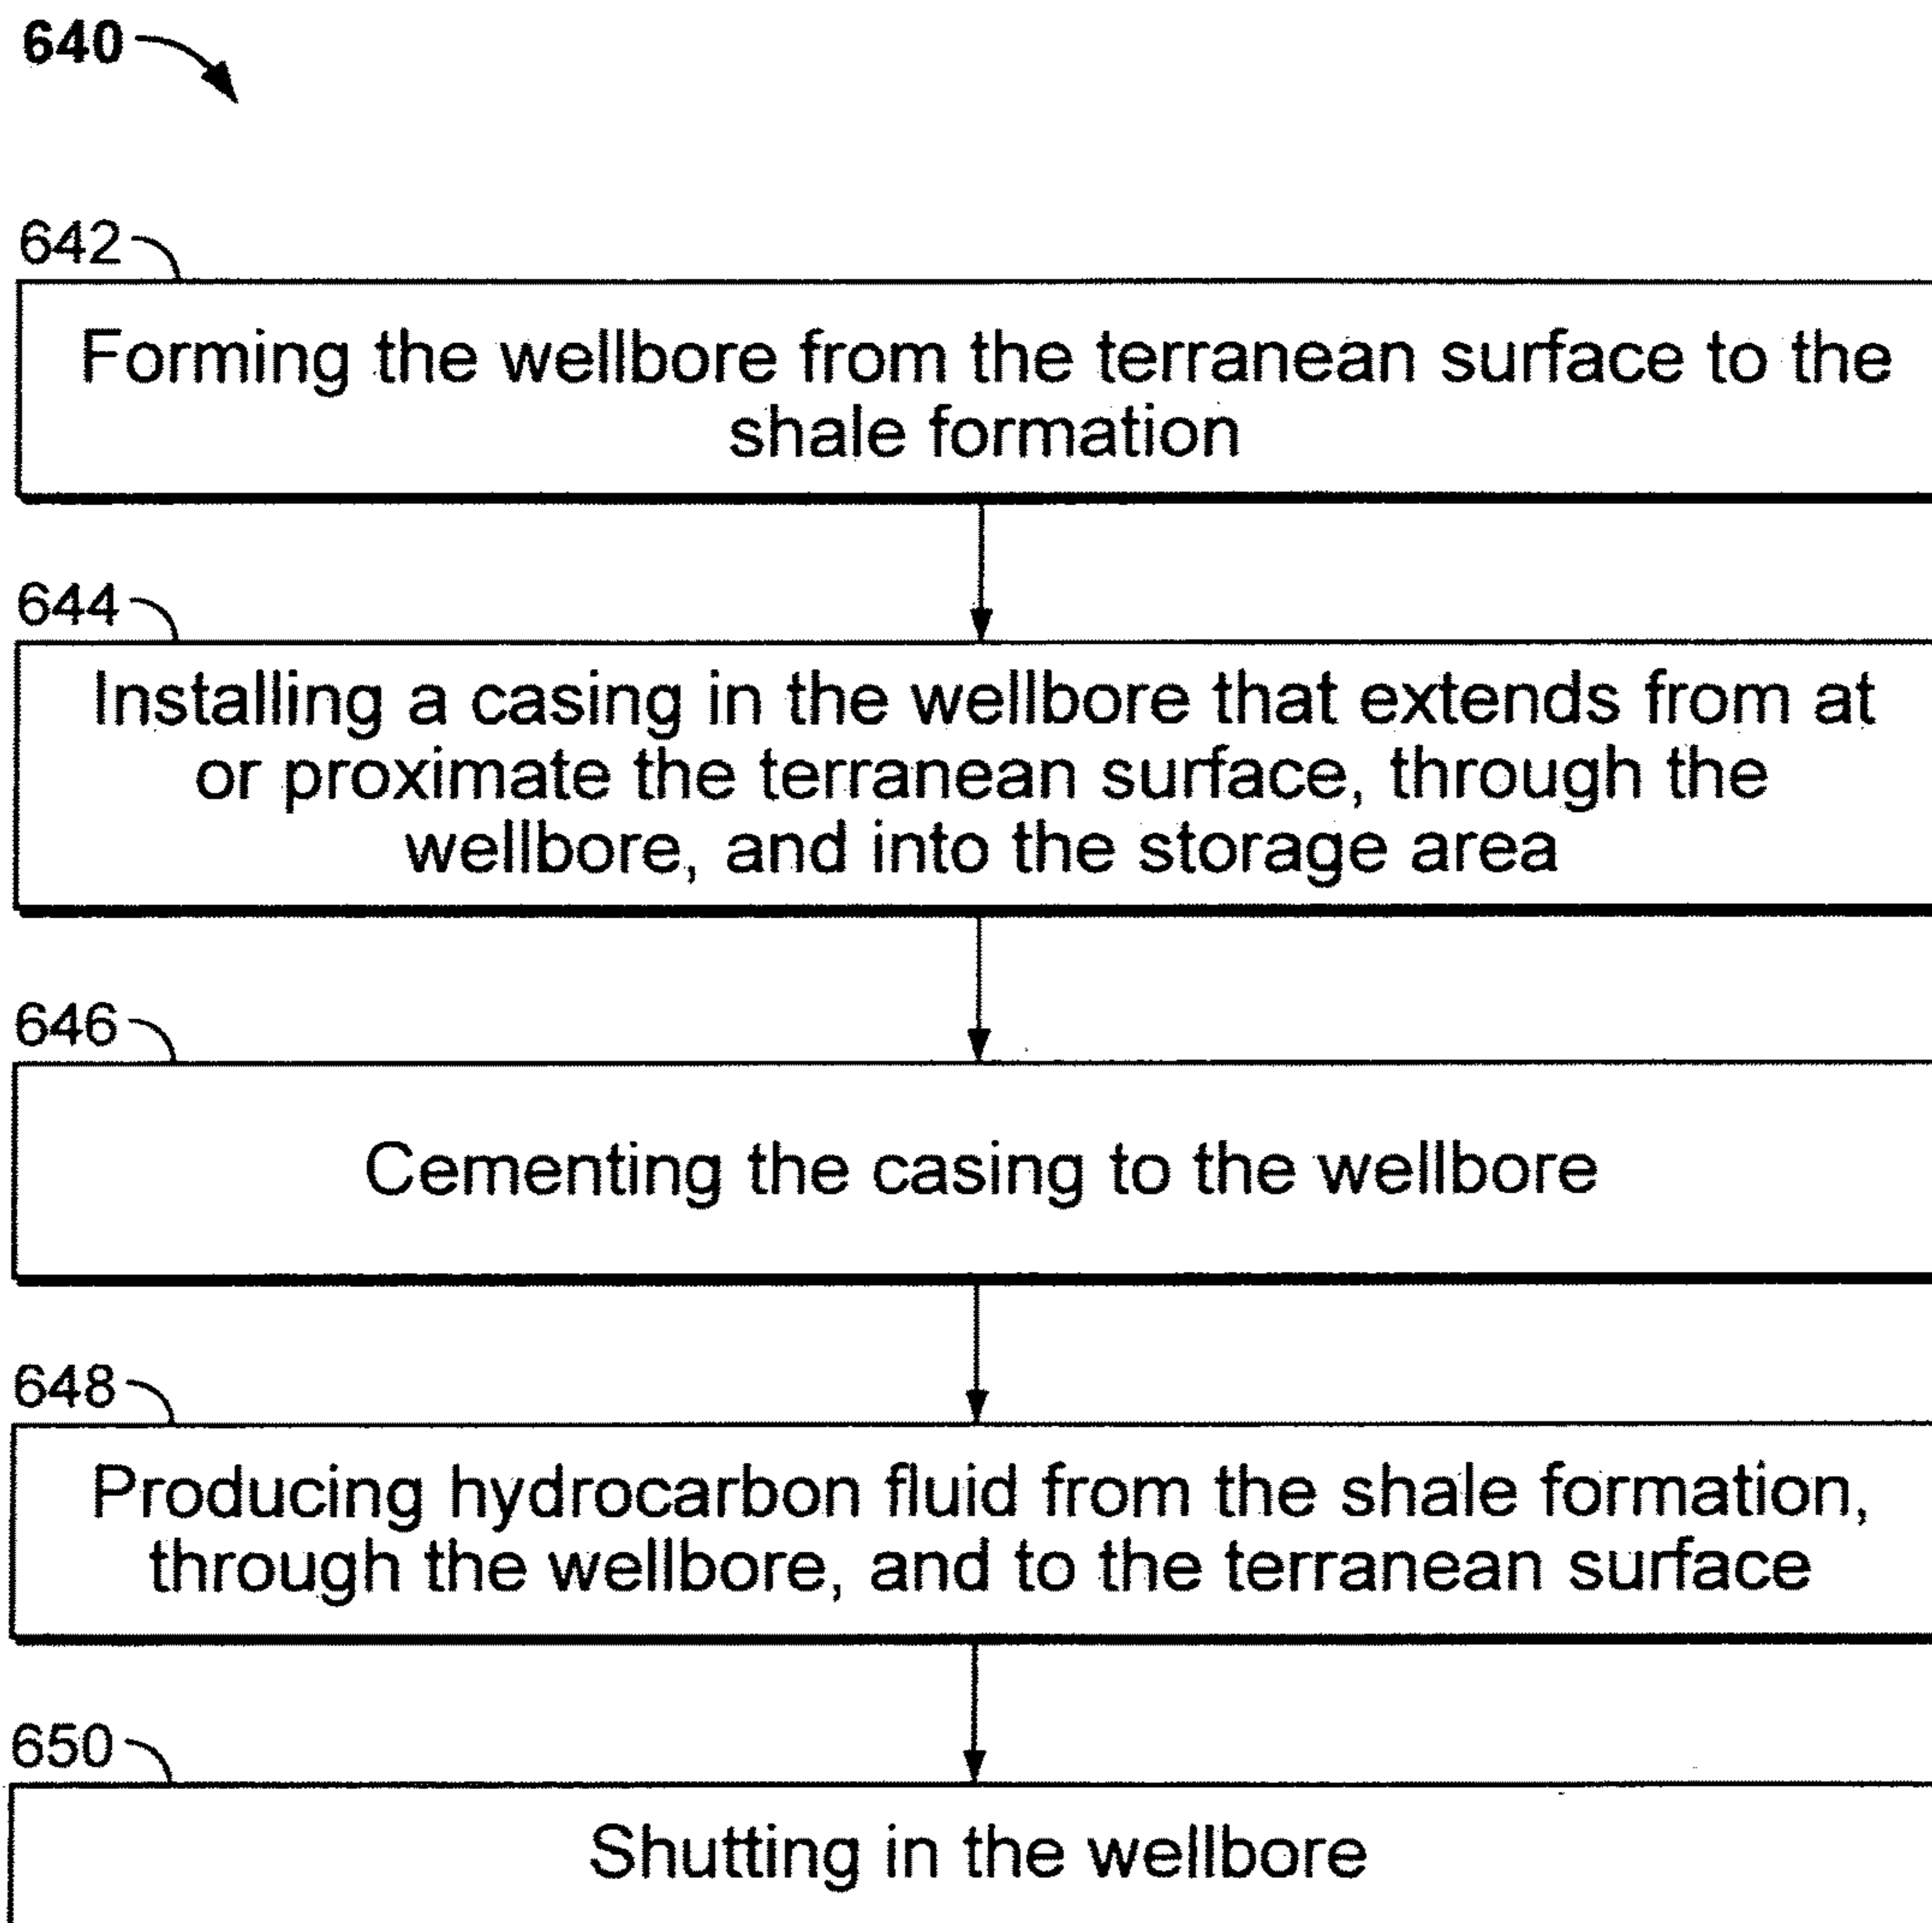 640
642
Forming the wellbore from the terranean surface to the
shale formation
644
Installing a casing in the wellbore that extends from at
or proximate the terranean surface, through the
wellbore, and into the storage area
646
Cementing the casing to the wellbore
648
Producing hydrocarbon fluid from the shale formation,
through the wellbore, and to the terranean surface
650
Shutting in the wellbore